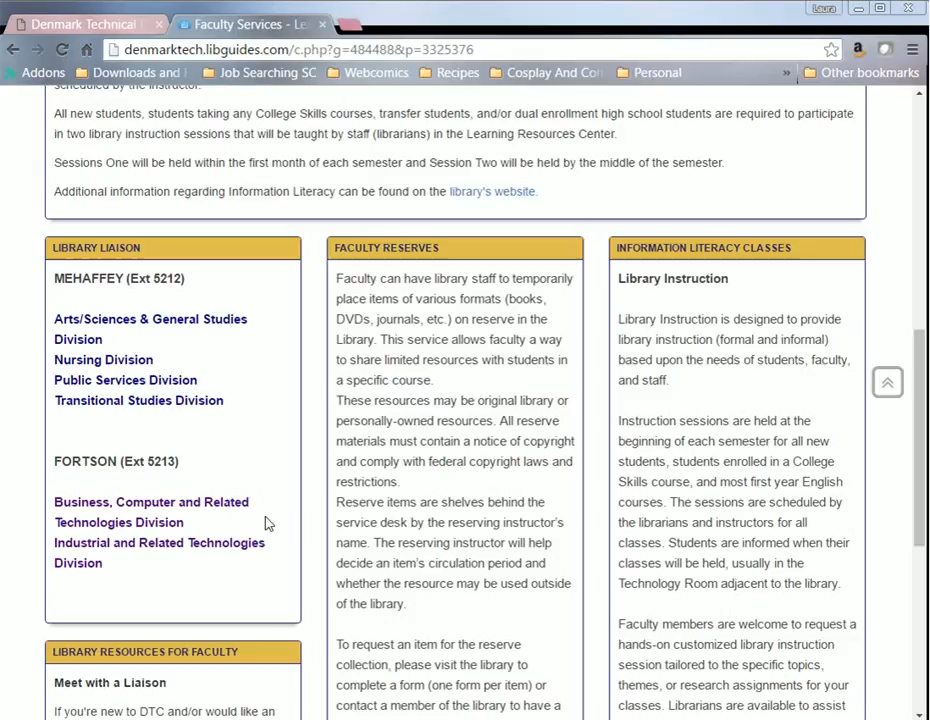 Laura
Denmark Technical
Faculty Services - Le
denmarktech.libguides.com/c.php?g=484488&p=3325376
Addons
Downloads and
Job Searching SC
Webcomics
Recipes
Cosplay And Co
Personal
»
Other bookmarks
scheduled by the instructor.
All new students, students taking any College Skills courses, transfer students, and/or dual enrollment high school students are required to participate
in two library instruction sessions that will be taught by staff (librarians) in the Learning Resources Center.
Sessions One will be held within the first month of each semester and Session Two will be held by the middle of the semester.
Additional information regarding Information Literacy can be found on the library's website.
LIBRARY LIAISON
MEHAFFEY (Ext 5212)
Arts/Sciences & General Studies
Division
Nursing Division
Public Services Division
Transitional Studies Division
FORTSON (Ext 5213)
Business, Computer and Related
Technologies Division
Industrial and Related Technologies
Division
LIBRARY RESOURCES FOR FACULTY
Meet with a Liaison
If you're new to DTC and/or would like an
FACULTY RESERVES
Faculty can have library staff to temporarily
place items of various formats (books,
DVDs, journals, etc.) on reserve in the
Library. This service allows faculty a way
to share limited resources with students in
a specific course.
These resources may be original library or
personally-owned resources. All reserve
materials must contain a notice of copyright
and comply with federal copyright laws and
restrictions.
Reserve items are shelves behind the
service desk by the reserving instructor's
name. The reserving instructor will help
decide an item's circulation period and
whether the resource may be used outside
of the library.
To request an item for the reserve
collection, please visit the library to
complete a form (one form per item) or
contact a member of the library to have a
INFORMATION LITERACY CLASSES
Library Instruction
Library Instruction is designed to provide
library instruction (formal and informal)
based upon the needs of students, faculty,
and staff.
Instruction sessions are held at the
beginning of each semester for all new
students, students enrolled in a College
Skills course, and most first year English
courses. The sessions are scheduled by
the librarians and instructors for all
classes. Students are informed when their
classes will be held, usually in the
Technology Room adjacent to the library.
Faculty members are welcome to request a
hands-on customized library instruction
session tailored to the specific topics,
themes, or research assignments for your
classes. Librarians are available to assist